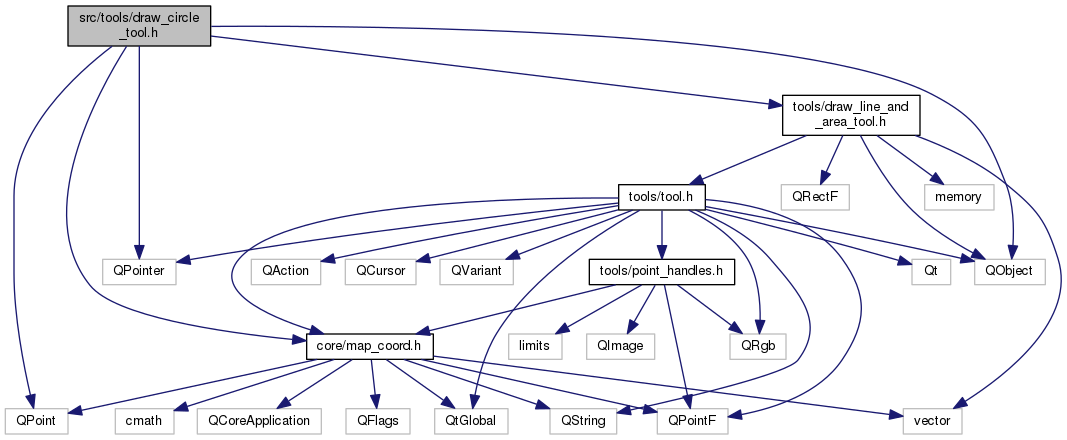 src/tools/draw_circle
_tool.h
tools/draw_line_and
_area_tool.h
tools/tool.h
QRectF
memory
QPointer
QAction
QCursor
QVariant
tools/point_handles.h
Qt
QObject
core/map_coord.h
limits
QImage
QRgb
QPoint
cmath
QCoreApplication
QFlags
QtGlobal
QString
QPointF
vector